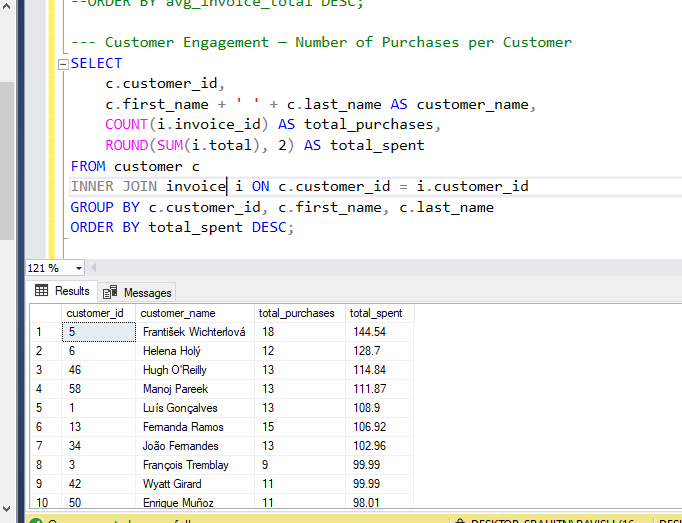 --ORDER BY avg_invoice_total DESC;
--- Customer Engagement – Number of Purchases per Customer
SELECT
c.customer_id,
c.first_name + ' ' + c.last_name AS customer_name,
COUNT(i.invoice_id) AS total_purchases,
ROUND(SUM(i.total), 2) AS total_spent
FROM customer c
INNER JOIN invoice i ON c.customer_id = i.customer_id
GROUP BY c.customer_id, c.first_name, c.last_name
ORDER BY total_spent DESC;
121 %
Results Messages
customer_id customer_name total_purchases total_spent
1 5 František Wichterlová 18 144.54
2 6 Helena Holý 12 128.7
3 46 Hugh O'Reilly 13 114.84
4 58 Manoj Pareek 13 111.87
5 1 Luís Gonçalves 13 108.9
6 13 Fernanda Ramos 15 106.92
7 34 João Fernandes 13 102.96
8 3 François Tremblay 9 99.99
9 42 Wyatt Girard 11 99.99
10 50 Enrique Muñoz 11 98.01